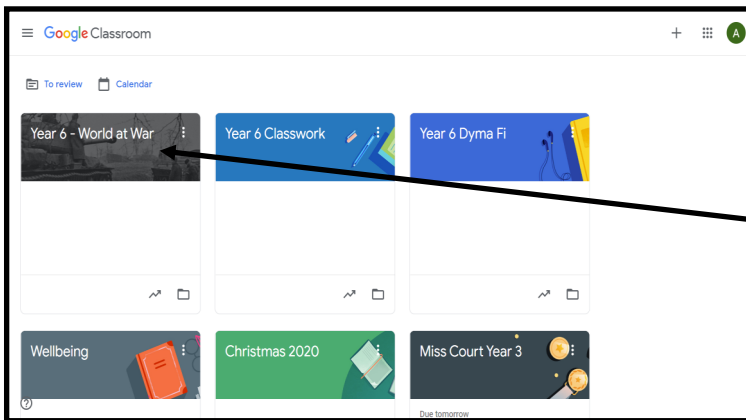 Google Classroom
A
To review Calendar
Year 6 - World at War
Year 6 Classwork
Year 6 Dyma Fi
Wellbeing
Christmas 2020
Miss Court Year 3
Due tomorrow